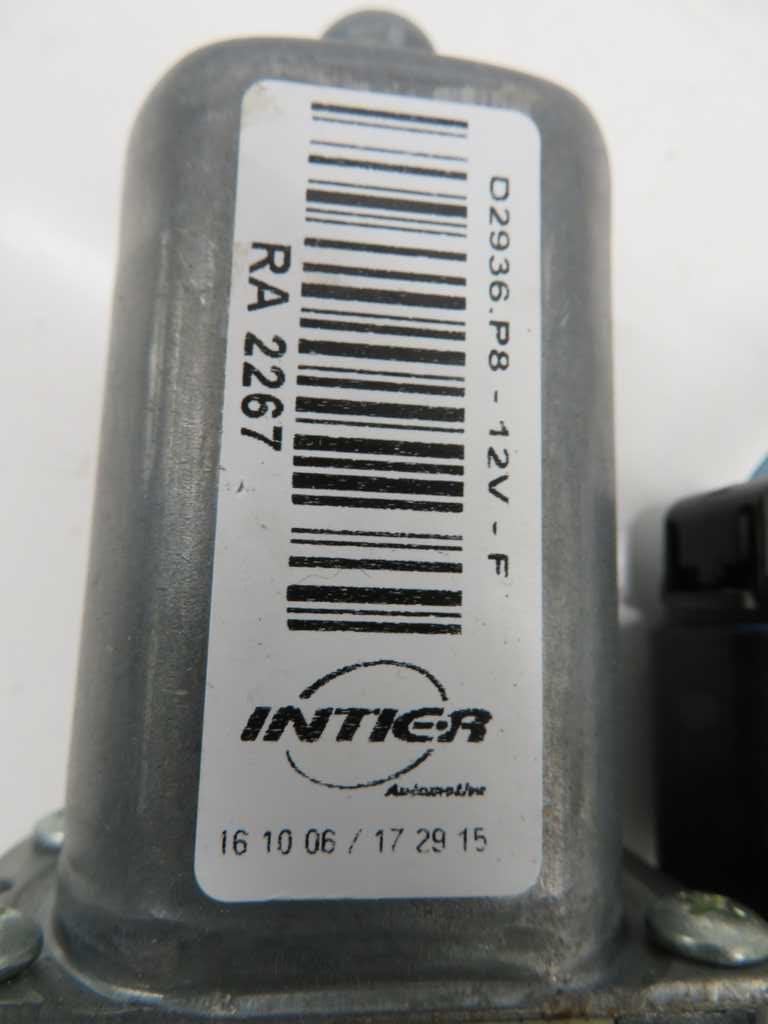 D2936.P8 - 12V - F
RA 2267
INTIER
Automotive
16 10 06 / 17 29 15